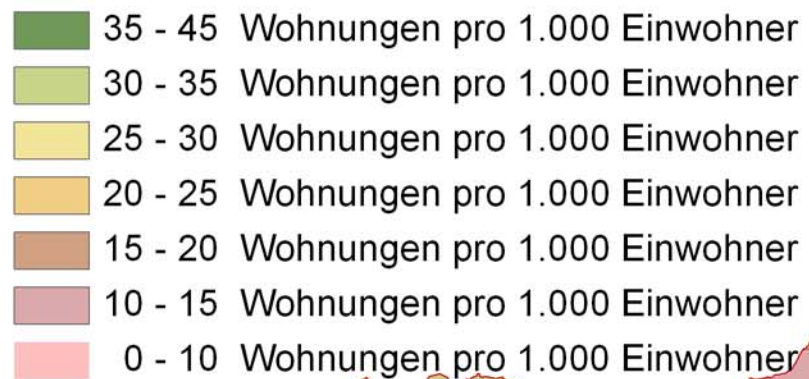 35 - 45 Wohnungen pro 1.000 Einwohner
30 - 35 Wohnungen pro 1.000 Einwohner
25 - 30 Wohnungen pro 1.000 Einwohner
20 - 25 Wohnungen pro 1.000 Einwohner
15 - 20 Wohnungen pro 1.000 Einwohner
10 - 15 Wohnungen pro 1.000 Einwohner
0 - 10 Wohnungen pro 1.000 Einwohner